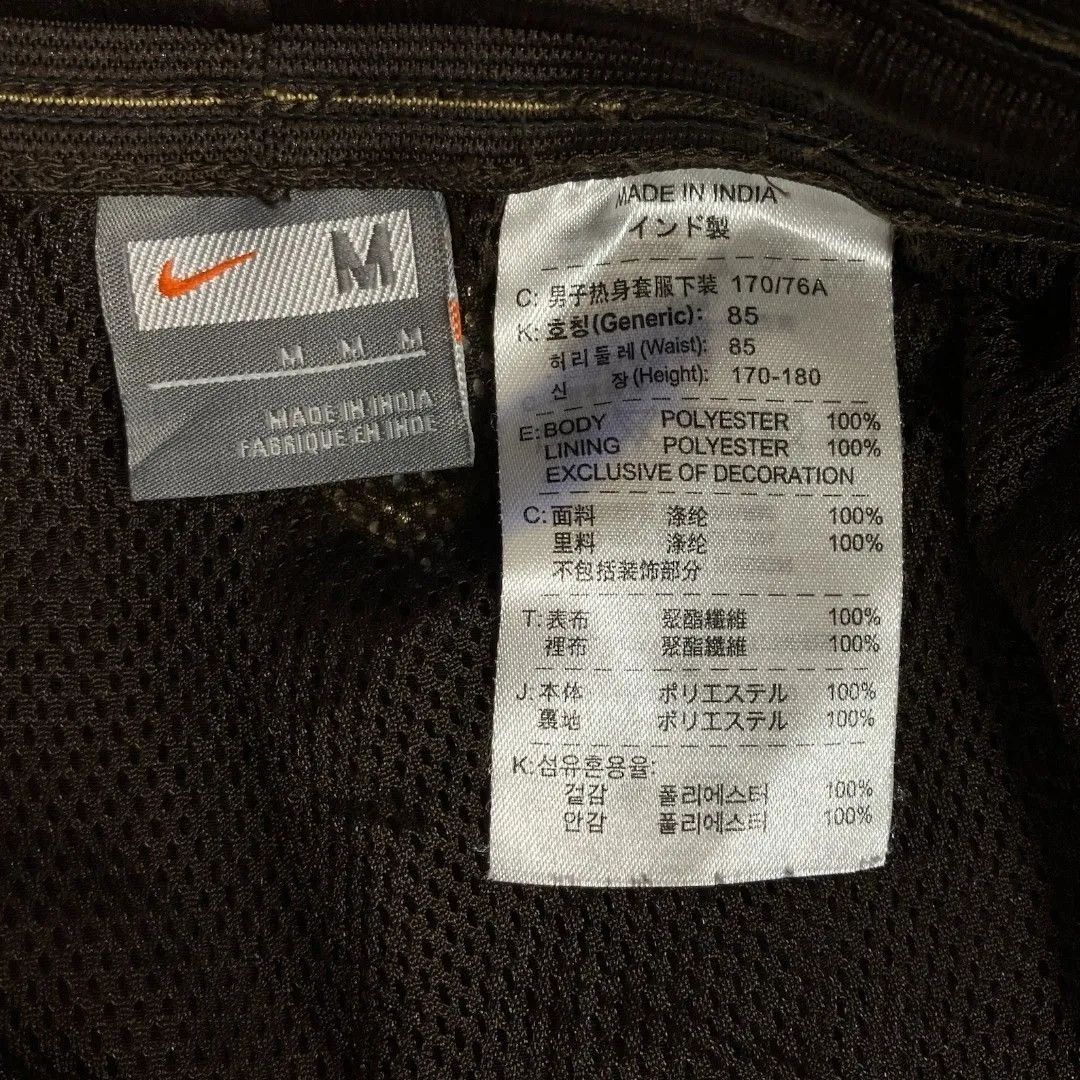 M
M M M
MADE IN INDIA
FABRIQUE EN INDE
MADE IN INDIA
インド製
C: 男子热身套服下装 170/76A
K: 호칭(Generic): 85
허리둘레(Waist): 85
신 장(Height): 170-180
E: BODY POLYESTER 100%
LINING POLYESTER 100%
EXCLUSIVE OF DECORATION
C: 面料 涤纶 100%
里料 涤纶 100%
不包括装饰部分
T: 表布 聚酯纖維 100%
裡布 聚酯纖維 100%
J: 本体 ポリエステル 100%
裏地 ポリエステル 100%
K: 섬유혼용율:
겉감 폴리에스터 100%
안감 폴리에스터 100%